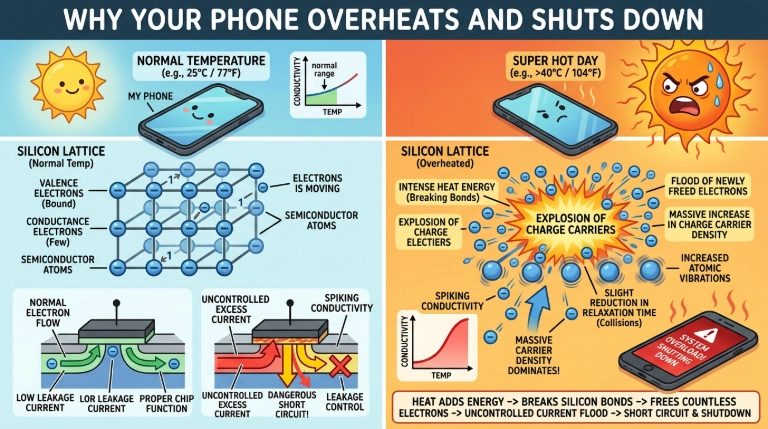 WHY YOUR PHONE OVERHEATS AND SHUTS DOWN
NORMAL TEMPERATURE
(e.g., 25°C / 77°F)
MY PHONE
CONDUCTIVITY
normal
range
TEMP
SILICON LATTICE
(Normal Temp)
VALENCE
ELECTRONS
(Bound)
CONDUCTANCE
ELECTRONS
(Few)
SEMICONDUCTOR
ATOMS
1
1
ELECTRONS
IS MOVING
SEMICONDUCTOR
ATOMS
NORMAL
ELECTRON
FLOW
LOW LEAKAGE
CURRENT
LOR LEAKAGE
CURRENT
PROPER CHIP
FUNCTION
UNCONTROLLED
EXCESS
CURRENT
SPIKING
CONDUCTIVITY
UNCONTROLLED
EXCESS
CURRENT
DANGEROUS
SHORT
CIRCUIT!
LEAKAGE
CONTROL
SUPER HOT DAY
(e.g., >40°C / 104°F)
SILICON LATTICE
(Overheated)
INTENSE HEAT ENERGY
(Breaking Bonds)
EXPLOSION OF
CHARGE
ELECTIERS
EXPLOSION OF
CHARGE CARRIERS
FLOOD OF NEWLY
FREED ELECTRONS
MASSIVE INCREASE
IN CHARGE CARRIER
DENSITY
INCREASED
ATOMIC
VIBRATIONS
SPIKING
CONDUCTIVITY
SLIGHT
REDUCTION IN
RELAXATION TIME
(Collisions)
CONDUCTIVITY
TEMP
MASSIVE
CARRIER
DENSITY
DOMINATES!
SYSTEM
OVERLOAD!
SHUTTING
DOWN
HEAT ADDS ENERGY –> BREAKS SILICON BONDS –> FREES COUNTLESS
ELECTRONS –> UNCONTROLLED CURRENT FLOOD –> SHORT CIRCUIT & SHUTDOWN